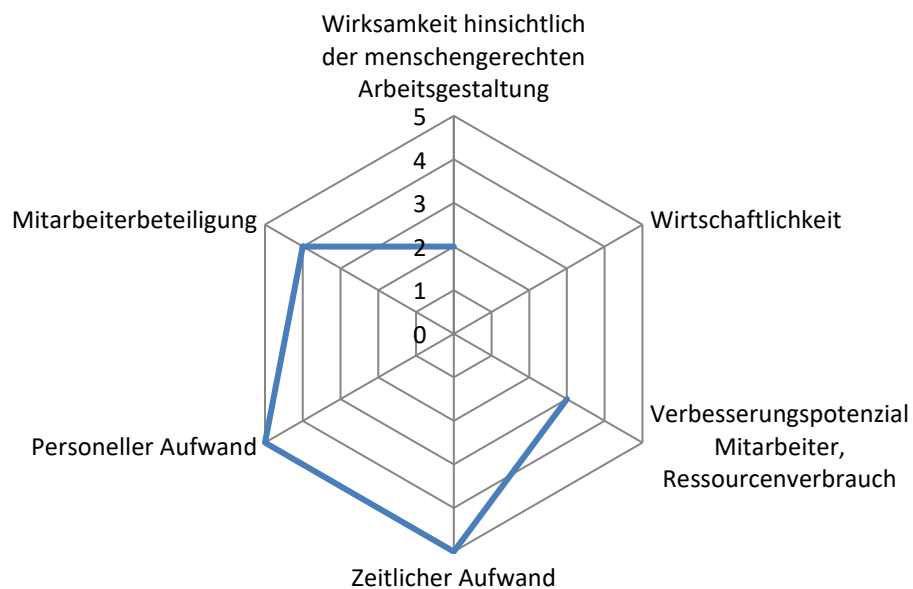 Wirksamkeit hinsichtlich
der menschengerechten
Arbeitsgestaltung
5
4
3
2
1
0
Mitarbeiterbeteiligung
Wirtschaftlichkeit
Personeller Aufwand
Verbesserungspotenzial
Mitarbeiter,
Ressourcenverbrauch
Zeitlicher Aufwand